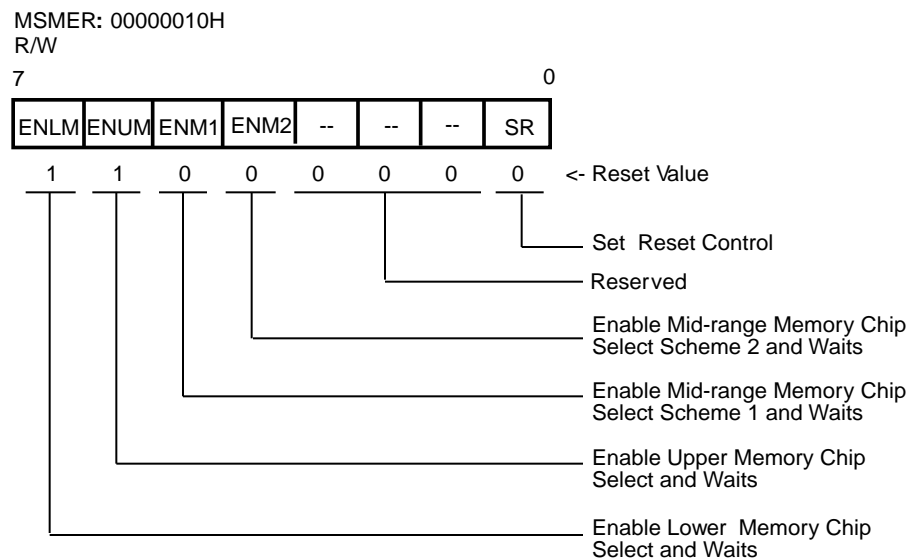 MSMER: 00000010H
R/W
7 0
ENLM ENUM ENM1 ENM2 -- -- -- SR
1 1 0 0 0 0 0 0 <- Reset Value
Set Reset Control
Reserved
Enable Mid-range Memory Chip
Select Scheme 2 and Waits
Enable Mid-range Memory Chip
Select Scheme 1 and Waits
Enable Upper Memory Chip
Select and Waits
Enable Lower Memory Chip
Select and Waits